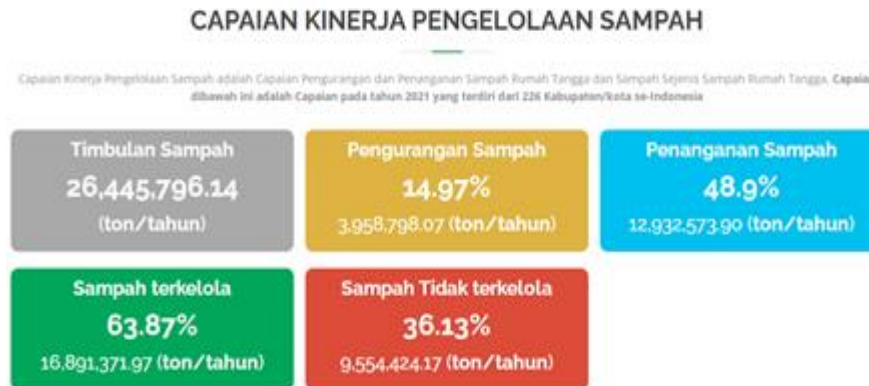 CAPAIAN KINERJA PENGELOLAAN SAMPAH
Capaian Kinerja Pengelolaan Sampah adalah Capaian Pengurangan dan Penanganan Sampah Rumah Tangga dan Sampah Sejenis Sampah Rumah Tangga. Capaian
dibawah ini adalah Capaian pada tahun 2021 yang terdiri dari 226 Kabupaten/kota se-Indonesia
Timbulan Sampah
26,445,796.14
(ton/tahun)
Pengurangan Sampah
14.97%
3,958,798.07 (ton/tahun)
Penanganan Sampah
48.9%
12,932,573.90 (ton/tahun)
Sampah terkelola
63.87%
16,891,371.97 (ton/tahun)
Sampah Tidak terkelola
36.13%
9,554,424.17 (ton/tahun)